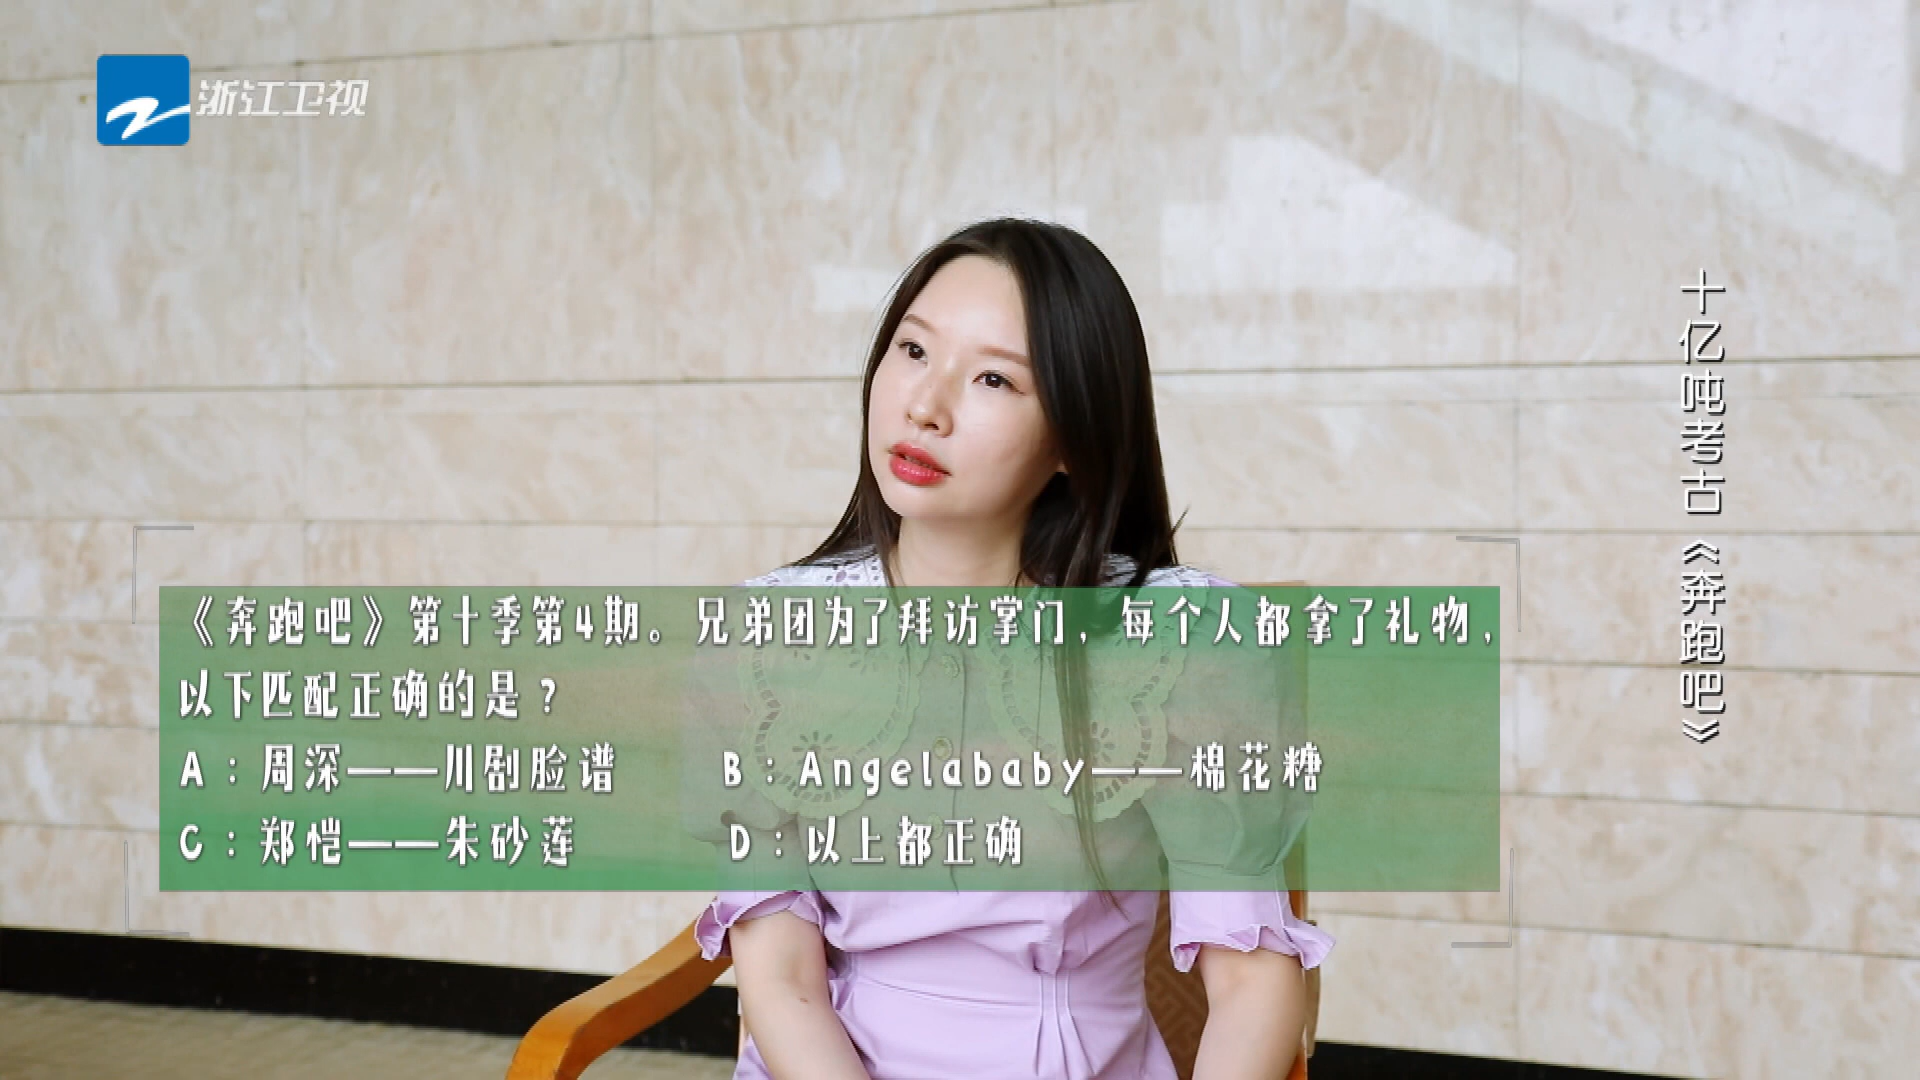 浙江卫视
十亿吨考古《奔跑吧》
《奔跑吧》第十季第4期。兄弟团为了拜访掌门，每个人都拿了礼物，
以下匹配正确的是？
A：周深——川剧脸谱 B：Angelababy——棉花糖
C：郑恺——朱砂莲 D：以上都正确